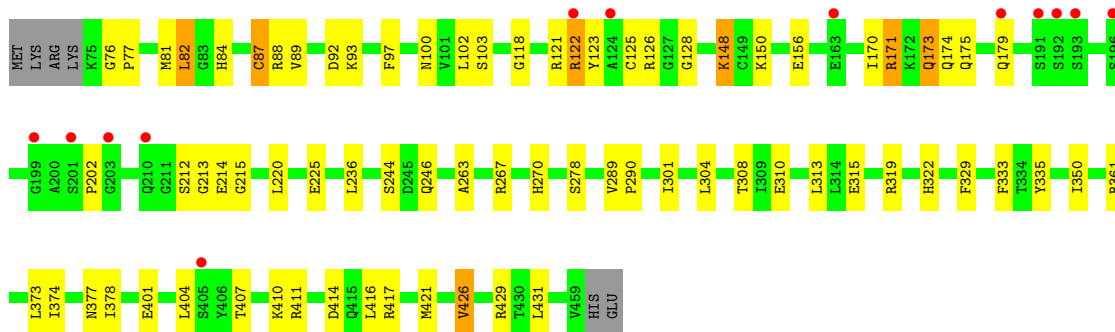 MET LYS ARG LYS K75 G76 P77 M81 L82 G83 H84 C87 R88 V89 D92 K93 F97 N100 V101 L102 S103 G118 R121 R122 Y123 A124 C125 R126 G127 G128 K148 C149 K150 E156 E163 I170 R171 K172 Q173 Q174 Q175 Q179 S191 S192 S193
G199 A200 S201 P202 G203 Q210 G211 S212 G213 E214 G215 L220 E225 L236 S244 D245 Q246 A263 R267 H270 S278 V289 P290 I301 L304 T308 I309 E310 L313 L314 E315 R319 H322 F329 F333 T334 Y335 I350
L373 I374 N377 I378 E401 L404 S405 Y406 T407 K410 R411 D414 Q415 L416 R417 M421 V426 R429 T430 L431 V459 HIS GLU